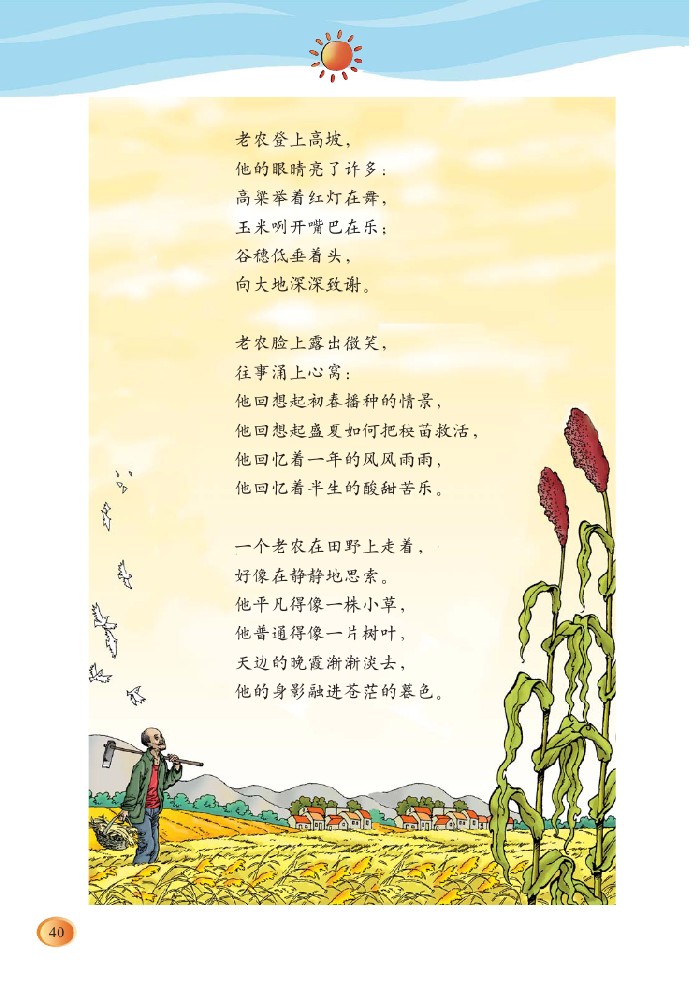 老农登上高坡，
他的眼睛亮了许多：
高粱举着红灯在舞，
玉米咧开嘴巴在乐；
谷穗低垂着头，
向大地深深致谢。
老农脸上露出微笑，
往事涌上心窝：
他回想起初春播种的情景，
他回想起盛夏如何把秧苗救活，
他回忆着一年的风风雨雨，
他回忆着半生的酸甜苦乐。
一个老农在田野上走着，
好像在静静地思索。
他平凡得像一株小草，
他普通得像一片树叶，
天边的晚霞渐渐淡去，
他的身影融进苍茫的暮色。
40